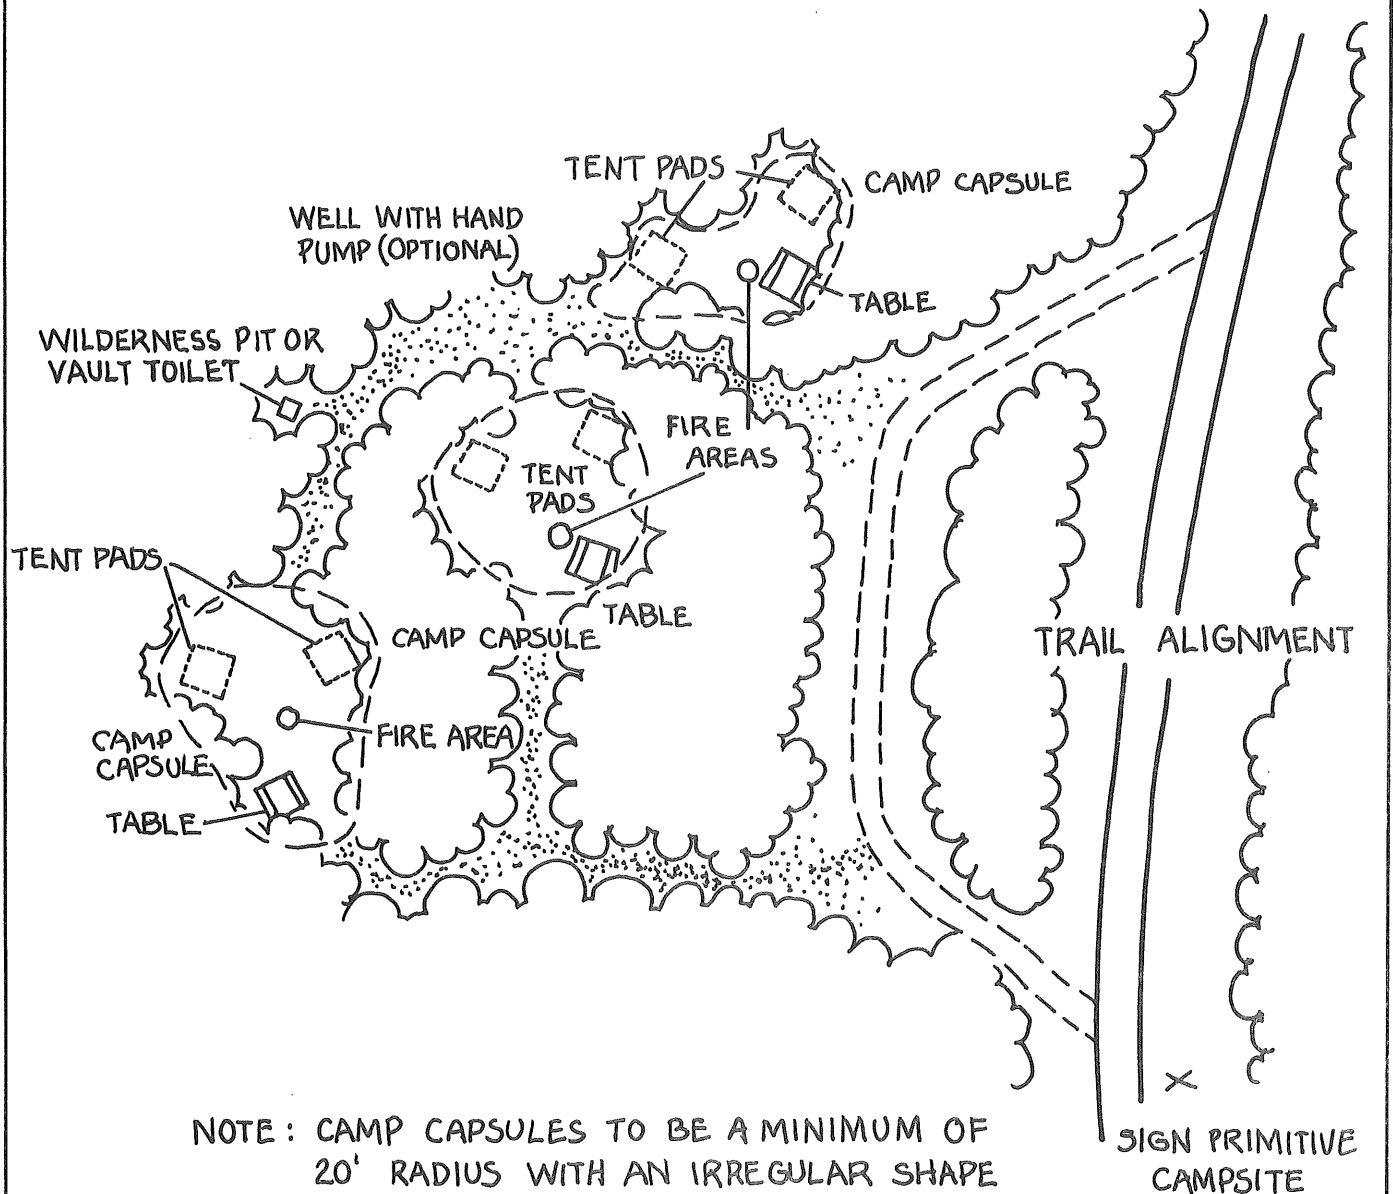 TENT PADS
CAMP CAPSULE
WELL WITH HAND
PUMP (OPTIONAL)
TABLE
WILDERNESS PIT OR
VAULT TOILET
FIRE
AREAS
TENT
PADS
TENT PADS
TABLE
CAMP CAPSULE
TRAIL ALIGNMENT
FIRE AREA
CAMP
CAPSULE
TABLE
NOTE: CAMP CAPSULES TO BE A MINIMUM OF
20' RADIUS WITH AN IRREGULAR SHAPE
SIGN PRIMITIVE
CAMPSITE